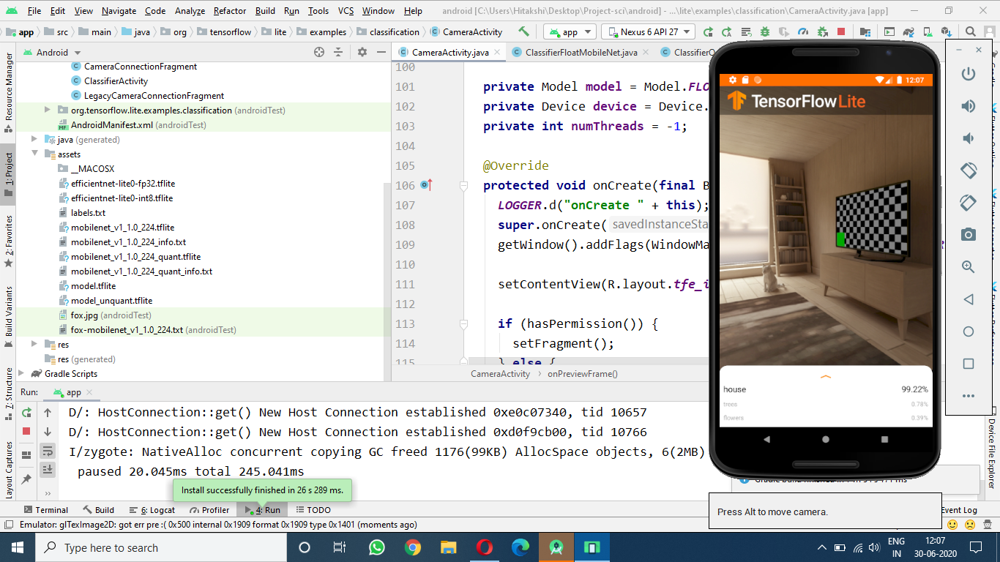 File Edit View Navigate Code Analyze Refactor Build Run Tools VCS Window Help android [C:\Users\Hitakshi\Desktop\Project-sci\android] - ...\lite\examples\classification\CameraActivity.java [app]
app src main java org tensorflow lite examples classification CameraActivity app Nexus 6 API 27
Android
CameraActivity.java ClassifierFloatMobileNet.java
Resource Manager
1: Project
2: Favorites
Build Variants
Z: Structure
Layout Captures
CameraConnectionFragment
ClassifierActivity
LegacyCameraConnectionFragment
org.tensorflow.lite.examples.classification (androidTest)
AndroidManifest.xml (androidTest)
java (generated)
assets
__MACOSX
efficientnet-lite0-fp32.tflite
efficientnet-lite0-int8.tflite
labels.txt
mobilenet_v1_1.0_224.tflite
mobilenet_v1_1.0_224_info.txt
mobilenet_v1_1.0_224_quant.tflite
mobilenet_v1_1.0_224_quant_info.txt
model.tflite
model_unquant.tflite
fox.jpg (androidTest)
fox-mobilenet_v1_1.0_224.txt (androidTest)
res
res (generated)
Gradle Scripts
100
101 private Model model = Model.FLO
102 private Device device = Device.
103 private int numThreads = -1;
104
105 @Override
106 protected void onCreate(final B
107 LOGGER.d("onCreate " + this);
108 super.onCreate( savedInstanceSta
109 getWindow().addFlags(WindowMa
110
111 setContentView(R.layout.tfe_i
112
113 if (hasPermission()) {
114 setFragment();
115 } else {
CameraActivity onPreviewFrame()
12:07
TensorFlow Lite
house 99.22%
trees 0.78%
flowers 0.39%
Run: app
D/: HostConnection::get() New Host Connection established 0xe0c07340, tid 10657
D/: HostConnection::get() New Host Connection established 0xd0f9cb00, tid 10766
I/zygote: NativeAlloc concurrent copying GC freed 1176(99KB) AllocSpace objects, 6(2MB)
paused 20.045ms total 245.041ms
Install successfully finished in 26 s 289 ms.
Device File Explorer
Press Alt to move camera.
Terminal Build 6: Logcat Profiler 4: Run TODO Event Log
Emulator: glTexImage2D: got err pre :( 0x500 internal 0x1909 format 0x1909 type 0x1401 (moments ago)
Type here to search
ENG
IN
12:07
30-06-2020